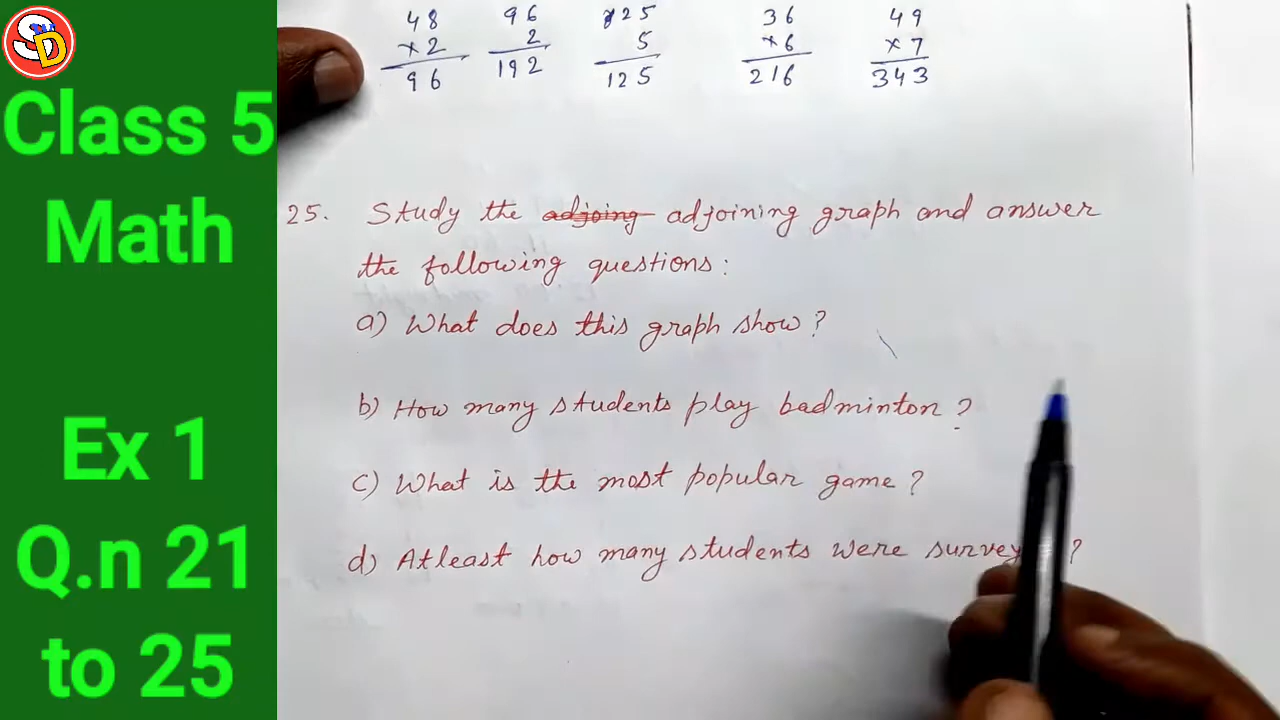 SD
Class 5
Math
Ex 1
Q.n 21
to 25
48 96 125 36 49
×2 2 5 ×6 ×7
96 192 125 216 343
25. Study the adjoing adjoining graph and answer
the following questions:
a) What does this graph show?
b) How many students play badminton?
c) What is the most popular game?
d) Atleast how many students were ?